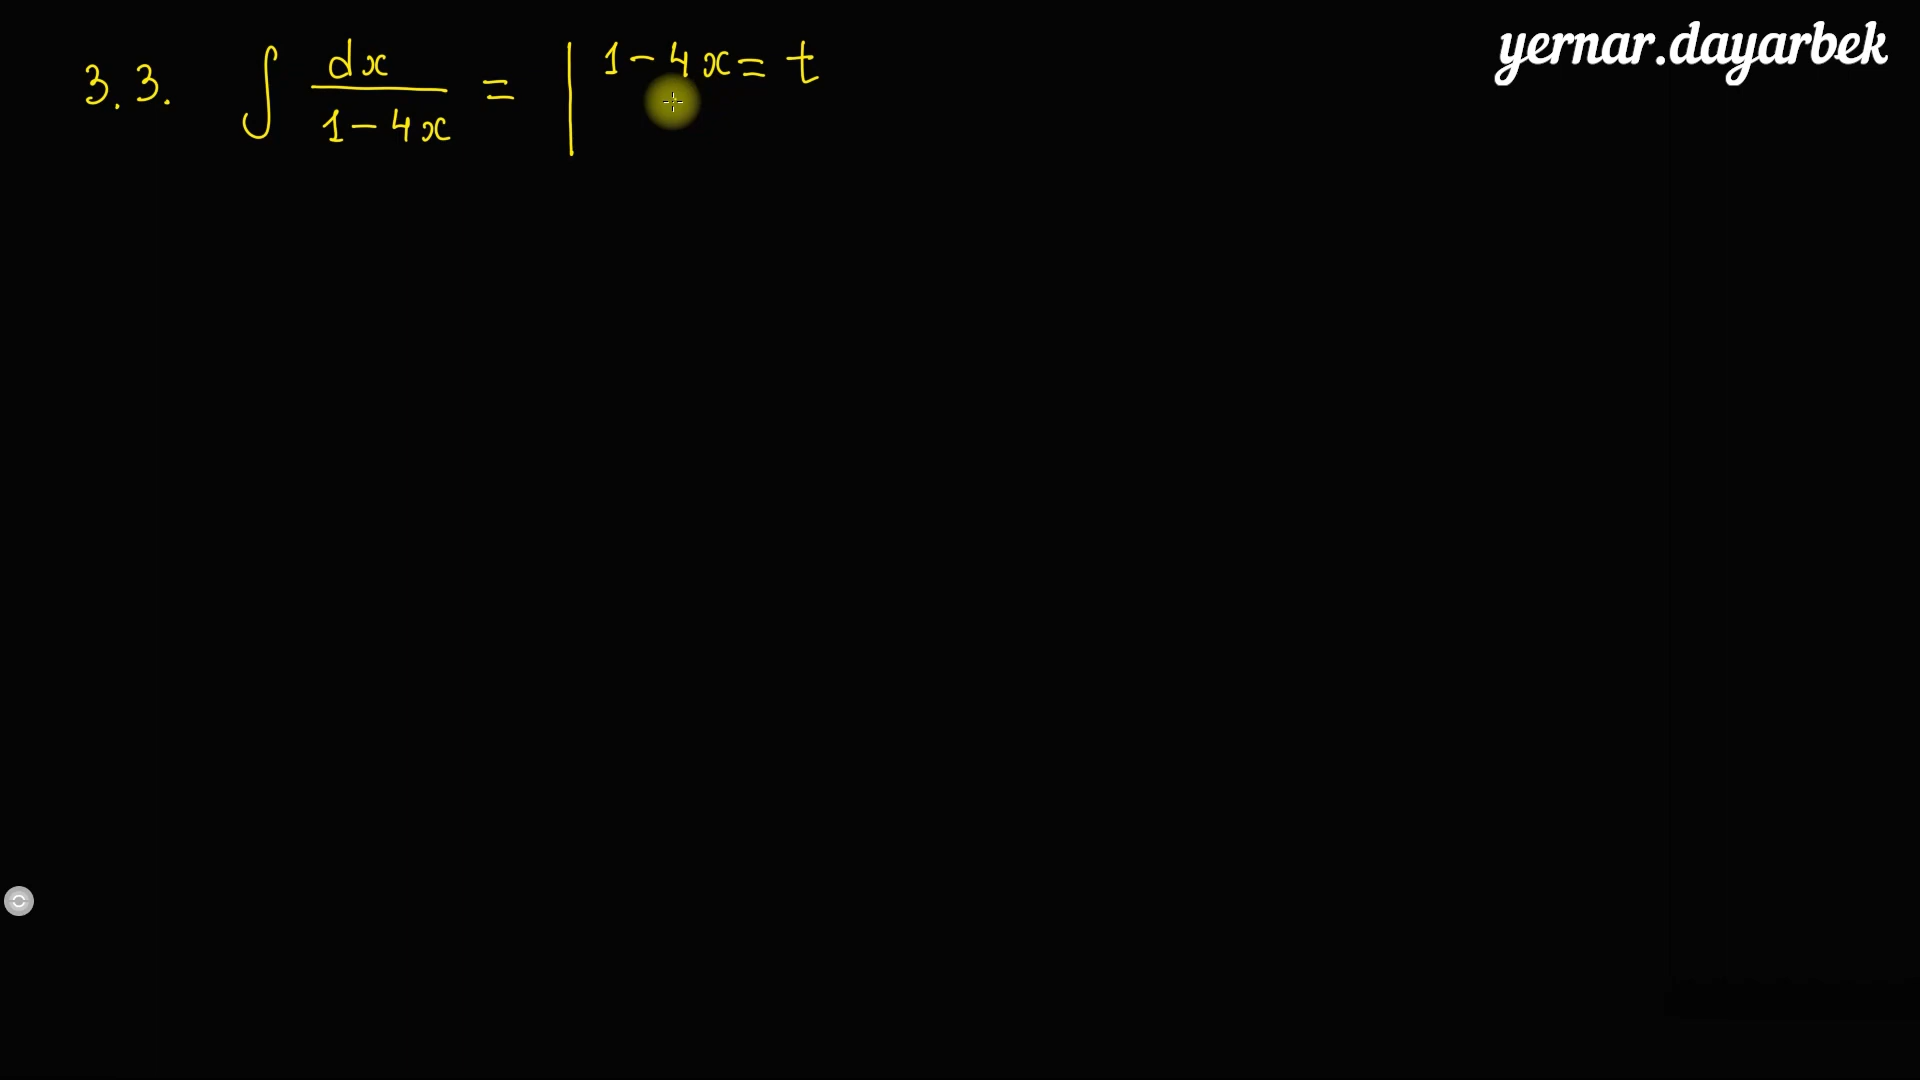 3.3. ∫ dx / (1-4x) = | 1-4x = t
yernar.dayarbek